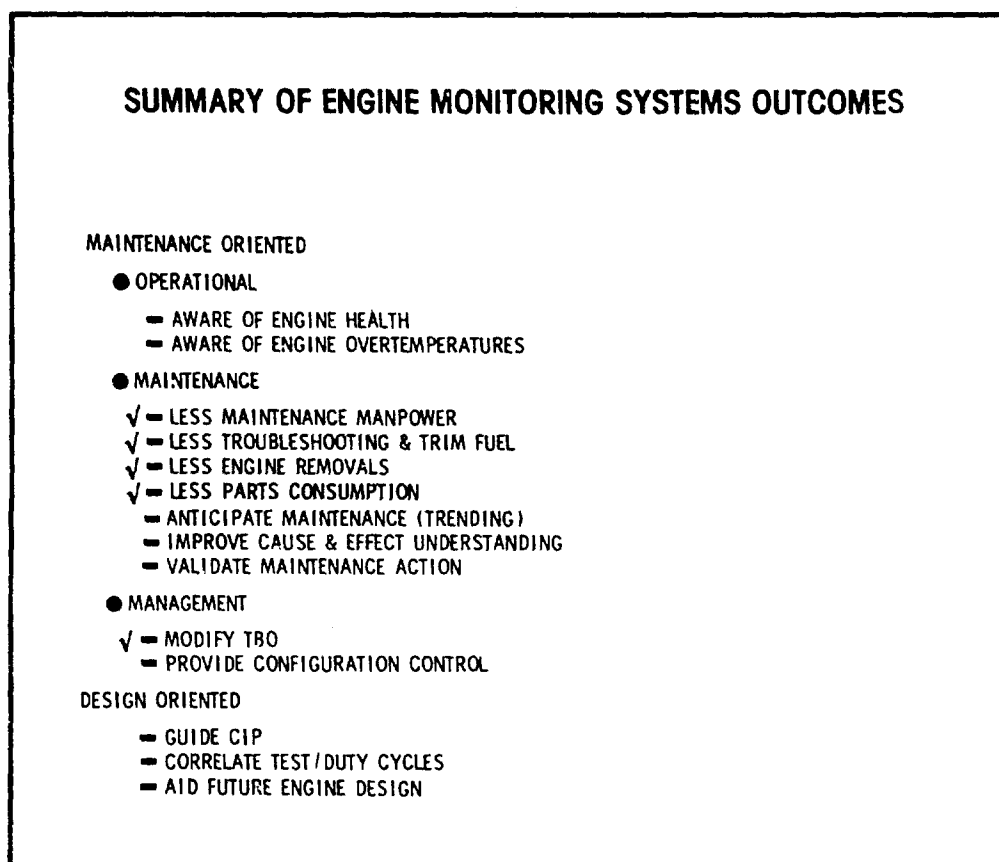 SUMMARY OF ENGINE MONITORING SYSTEMS OUTCOMES
MAINTENANCE ORIENTED
● OPERATIONAL
– AWARE OF ENGINE HEALTH
– AWARE OF ENGINE OVERTEMPERATURES
● MAINTENANCE
√ – LESS MAINTENANCE MANPOWER
√ – LESS TROUBLESHOOTING & TRIM FUEL
√ – LESS ENGINE REMOVALS
√ – LESS PARTS CONSUMPTION
– ANTICIPATE MAINTENANCE (TRENDING)
– IMPROVE CAUSE & EFFECT UNDERSTANDING
– VALIDATE MAINTENANCE ACTION
● MANAGEMENT
√ – MODIFY TBO
– PROVIDE CONFIGURATION CONTROL
DESIGN ORIENTED
– GUIDE CIP
– CORRELATE TEST/DUTY CYCLES
– AID FUTURE ENGINE DESIGN